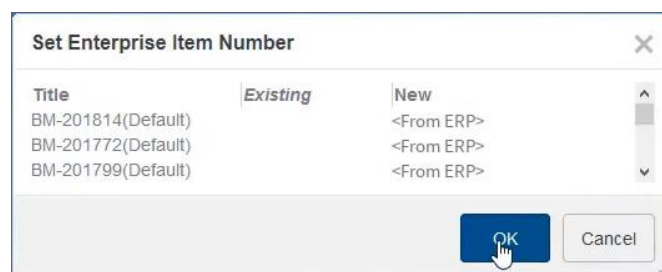 Set Enterprise Item Number
Title Existing New
BM-201814(Default) <From ERP>
BM-201772(Default) <From ERP>
BM-201799(Default) <From ERP>
OK Cancel